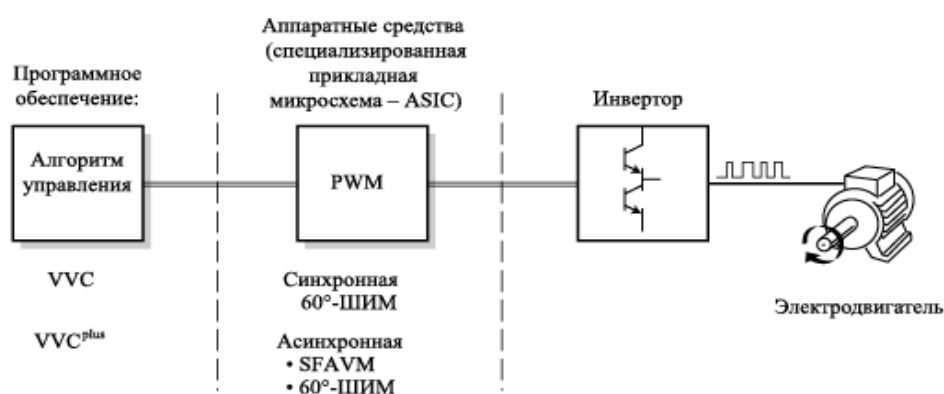 Программное
обеспечение:
Алгоритм
управления
VVC
VVCplus
Аппаратные средства
(специализированная
прикладная
микросхема – ASIC)
PWM
Синхронная
60°-ШИМ
Асинхронная
• SFAVM
• 60°-ШИМ
Инвертор
Электродвигатель